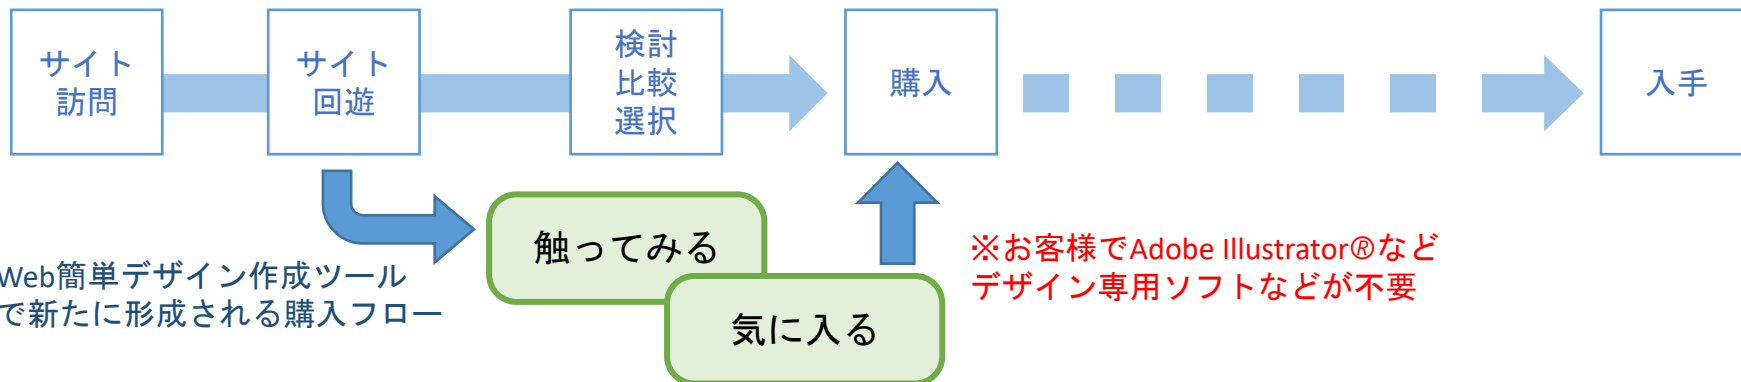 サイト
訪問
サイト
回遊
検討
比較
選択
購入
入手
触ってみる
気に入る
Web簡単デザイン作成ツール
で新たに形成される購入フロー
※お客様でAdobe Illustrator®など
デザイン専用ソフトなどが不要